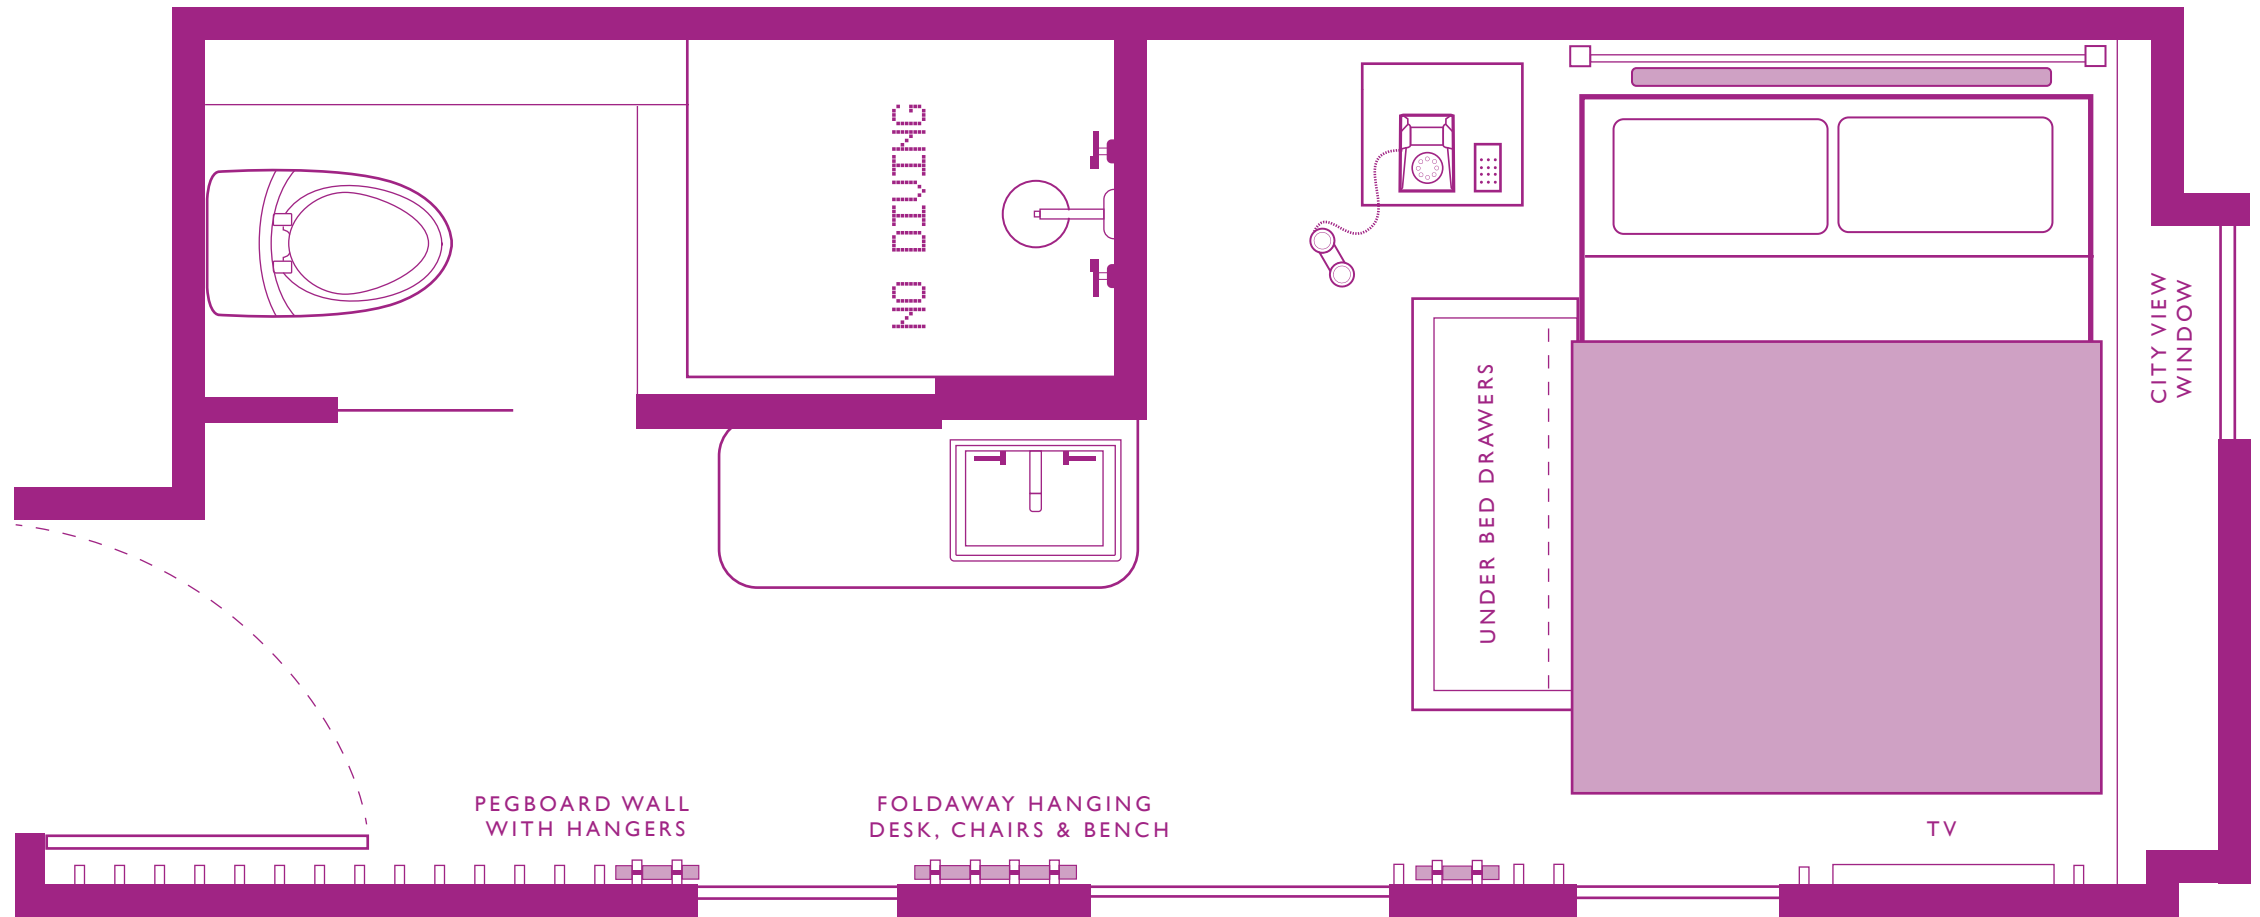 NO DIVING
CITY VIEW
WINDOW
UNDER BED DRAWERS
PEGBOARD WALL
WITH HANGERS
FOLDAWAY HANGING
DESK, CHAIRS & BENCH
TV